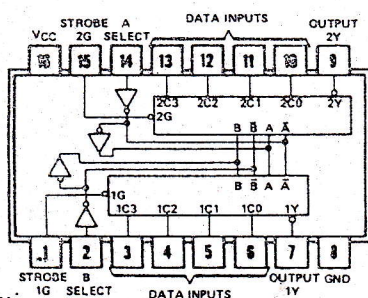 STROBE A DATA INPUTS OUTPUT
VCC 2G SELECT 2Y
16 15 14 13 12 11 10 9
2C3 2C2 2C1 2C0 2Y
2G
B B̅ A A̅
B B̅ A A̅
1G
1C3 1C2 1C1 1C0 1Y
1 2 3 4 5 6 7 8
STROBE B DATA INPUTS OUTPUT GND
1G SELECT 1Y